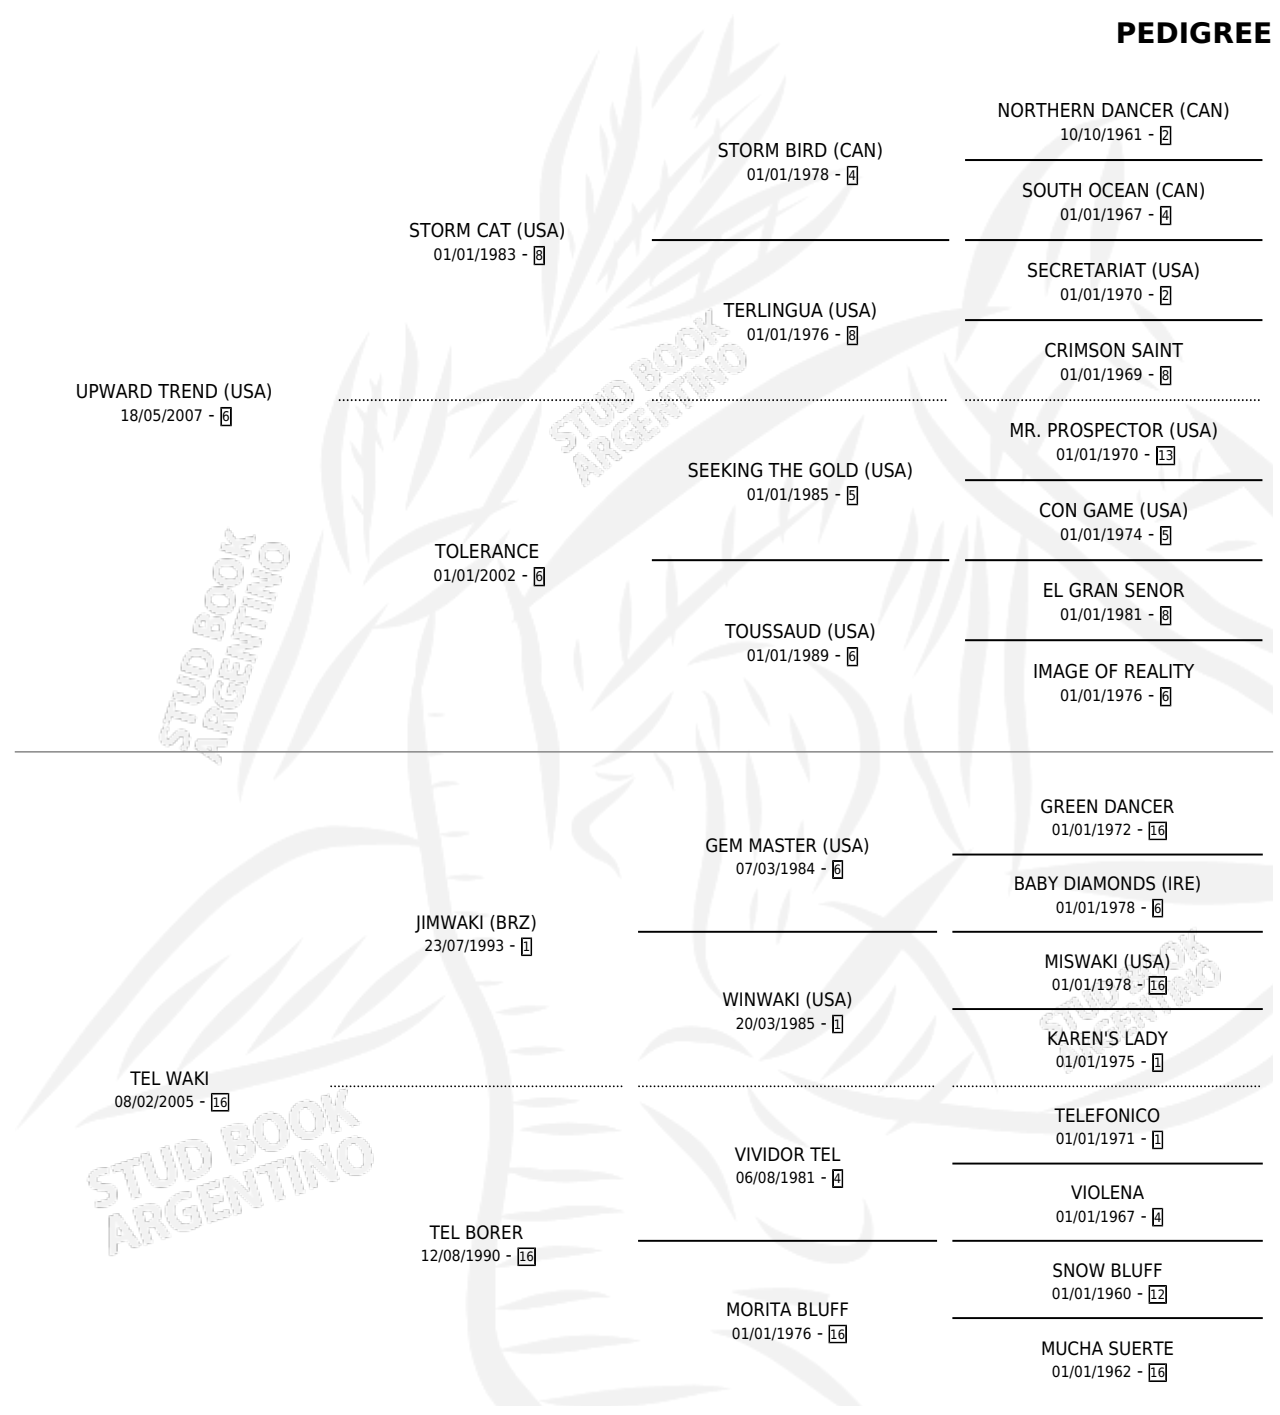 PEDIGREE
NORTHERN DANCER (CAN)
10/10/1961 - 2
STORM BIRD (CAN)
01/01/1978 - 4
SOUTH OCEAN (CAN)
01/01/1967 - 4
STORM CAT (USA)
01/01/1983 - 8
SECRETARIAT (USA)
01/01/1970 - 2
TERLINGUA (USA)
01/01/1976 - 8
CRIMSON SAINT
01/01/1969 - 8
UPWARD TREND (USA)
18/05/2007 - 6
STUD BOOK
ARGENTINO
MR. PROSPECTOR (USA)
01/01/1970 - 13
SEEKING THE GOLD (USA)
01/01/1985 - 5
CON GAME (USA)
01/01/1974 - 5
TOLERANCE
01/01/2002 - 6
EL GRAN SENOR
01/01/1981 - 8
TOUSSAUD (USA)
01/01/1989 - 6
IMAGE OF REALITY
01/01/1976 - 6
STUD BOOK
ARGENTINO
GREEN DANCER
01/01/1972 - 16
GEM MASTER (USA)
07/03/1984 - 6
BABY DIAMONDS (IRE)
01/01/1978 - 6
JIMWAKI (BRZ)
23/07/1993 - 1
MISWAKI (USA)
01/01/1978 - 16
WINWAKI (USA)
20/03/1985 - 1
STUD BOOK
ARGENTINO
KAREN'S LADY
01/01/1975 - 1
TEL WAKI
08/02/2005 - 16
TELEFONICO
01/01/1971 - 1
VIVIDOR TEL
06/08/1981 - 4
STUD BOOK
ARGENTINO
VIOLENA
01/01/1967 - 4
TEL BORER
12/08/1990 - 16
SNOW BLUFF
01/01/1960 - 12
MORITA BLUFF
01/01/1976 - 16
MUCHA SUERTE
01/01/1962 - 16